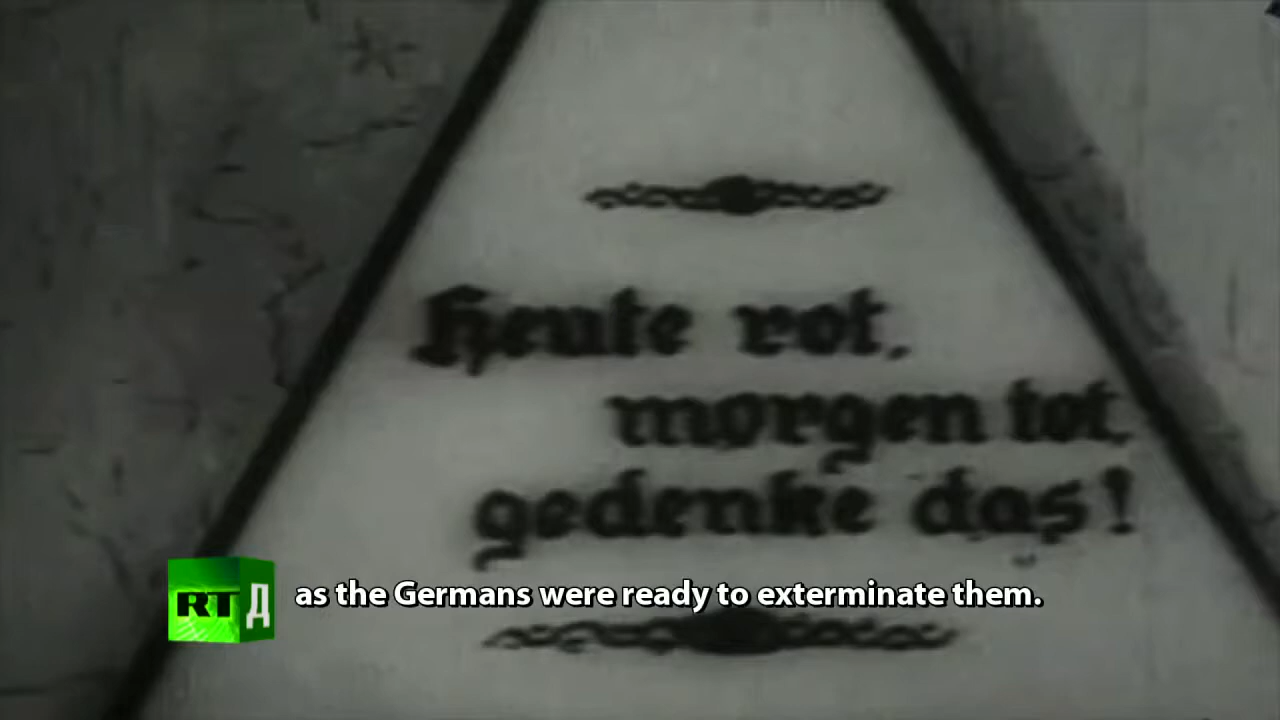 Heute rot,
morgen tot,
gedenke das!
RT Д
as the Germans were ready to exterminate them.